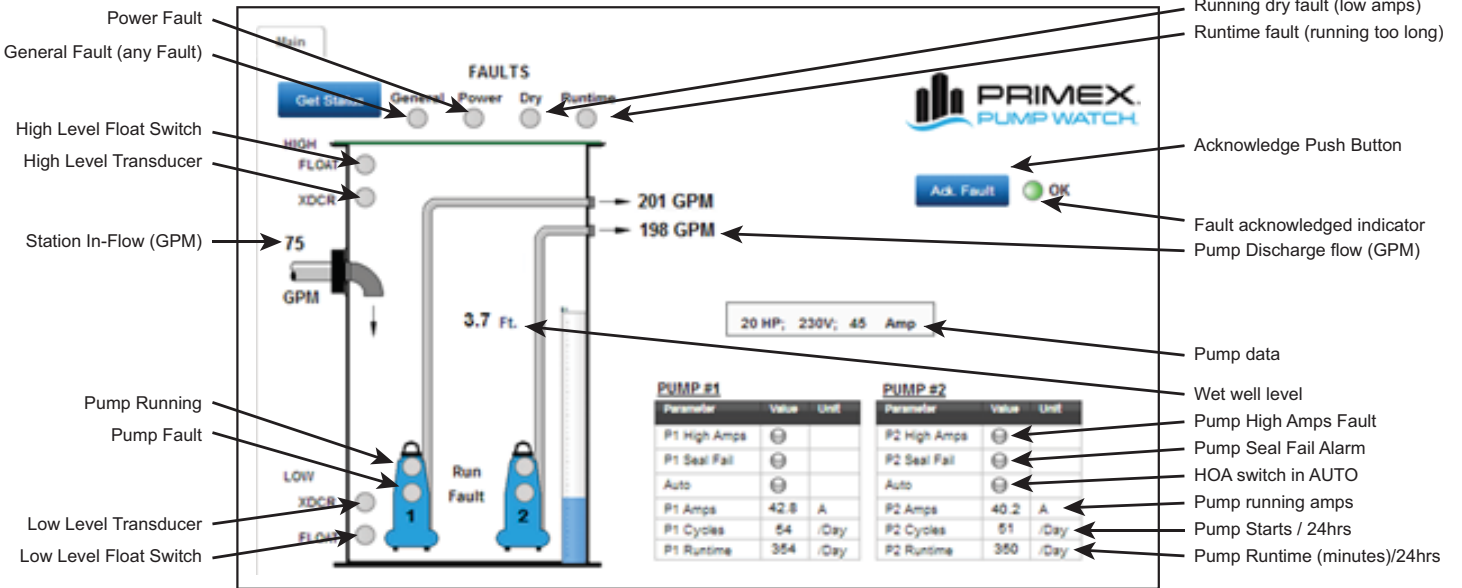 Running dry fault (low amps)
Power Fault
Runtime fault (running too long)
General Fault (any Fault)
Main
FAULTS
Get Status
General Power Dry Runtime
PRIMEX
PUMP WATCH
High Level Float Switch
High Level Transducer
HIGH
FLOAT
XDCR
Acknowledge Push Button
Ack. Fault
OK
201 GPM
198 GPM
Fault acknowledged indicator
Pump Discharge flow (GPM)
Station In-Flow (GPM)
75
GPM
3.7 Ft.
20 HP; 230V; 45 Amp
Pump data
Wet well level
PUMP #1
Parameter Value Unit
P1 High Amps
P1 Seal Fail
Auto
P1 Amps 42.8 A
P1 Cycles 54 /Day
P1 Runtime 354 /Day
PUMP #2
Parameter Value Unit
P2 High Amps
P2 Seal Fail
Auto
P2 Amps 40.2 A
P2 Cycles 51 /Day
P2 Runtime 350 /Day
Pump High Amps Fault
Pump Seal Fail Alarm
HOA switch in AUTO
Pump running amps
Pump Starts / 24hrs
Pump Runtime (minutes)/24hrs
Pump Running
Pump Fault
Run
Fault
1
2
LOW
XDCR
FLOAT
Low Level Transducer
Low Level Float Switch